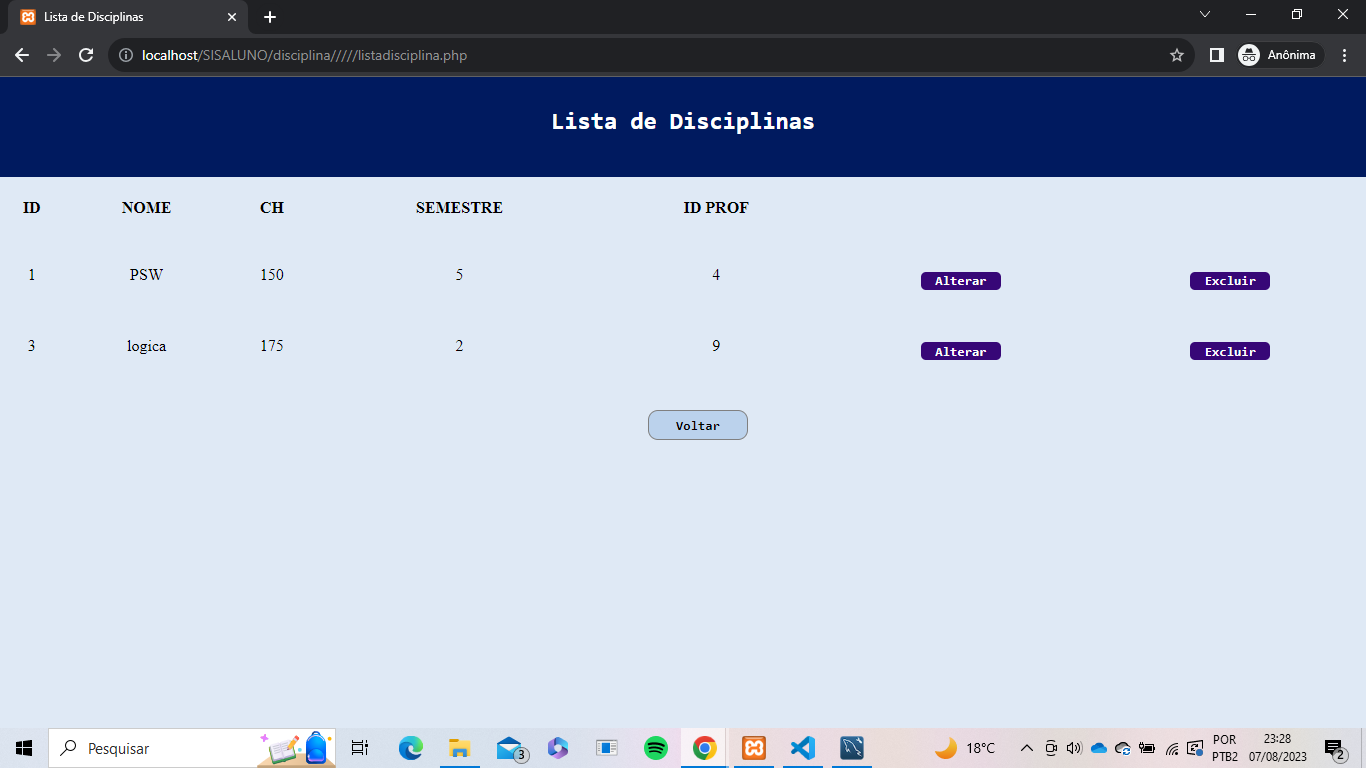 Lista de Disciplinas
localhost/SISALUNO/disciplina/////listadisciplina.php
Anônima
Lista de Disciplinas
ID NOME CH SEMESTRE ID PROF
1 PSW 150 5 4 Alterar Excluir
3 logica 175 2 9 Alterar Excluir
Voltar
Pesquisar
3
18°C
POR
PTB2
23:28
07/08/2023
2